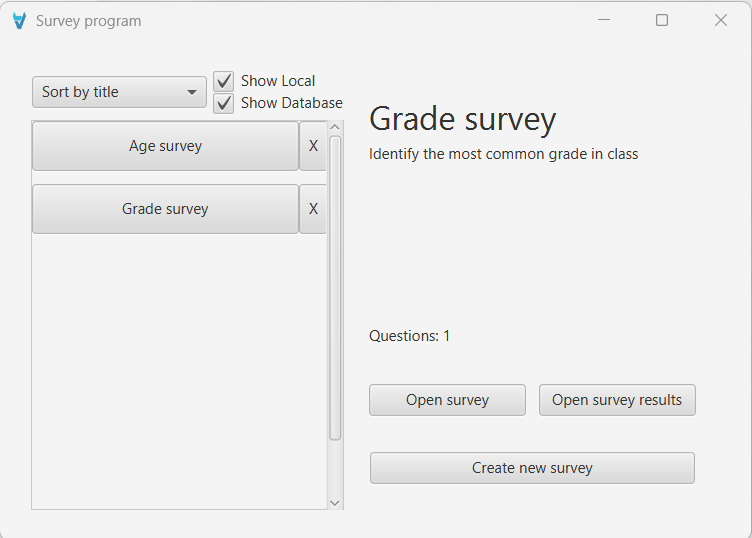 Survey program
Sort by title
Show Local
Show Database
Age survey
X
Grade survey
X
Grade survey
Identify the most common grade in class
Questions: 1
Open survey
Open survey results
Create new survey